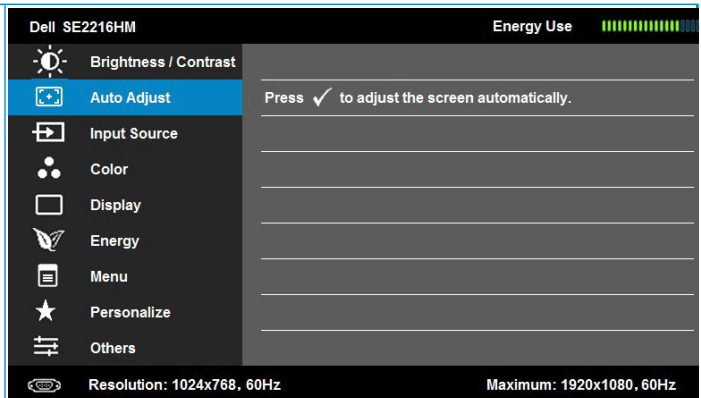 Dell SE2216HM Energy Use
Brightness / Contrast
Auto Adjust Press ✓ to adjust the screen automatically.
Input Source
Color
Display
Energy
Menu
Personalize
Others
Resolution: 1024x768, 60Hz Maximum: 1920x1080, 60Hz